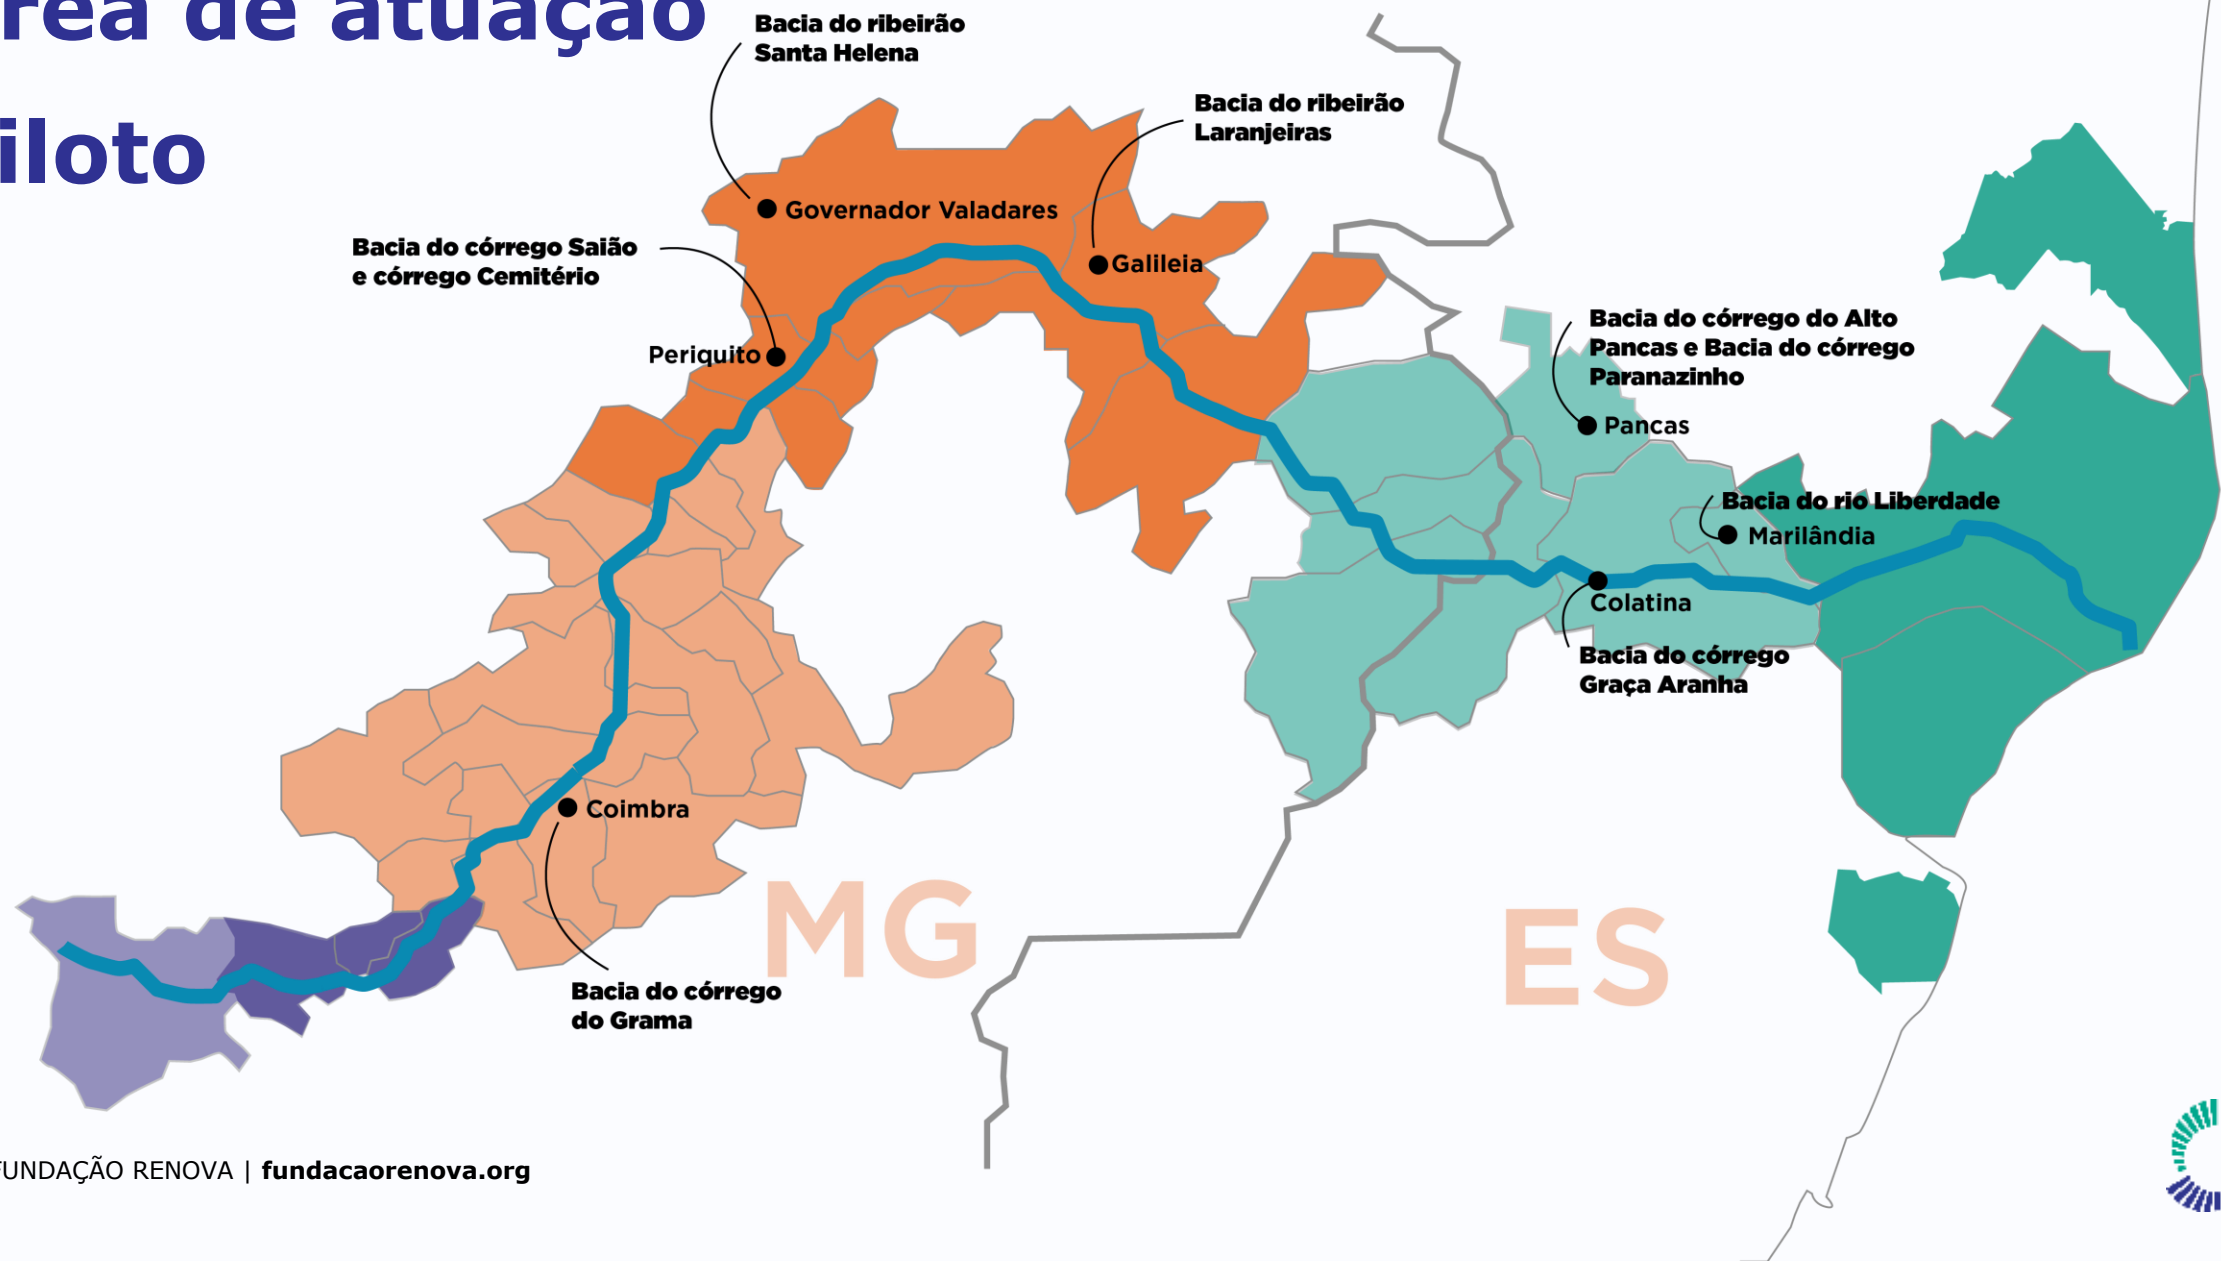 rea de atuação
iloto
Bacia do ribeirão
Santa Helena
Bacia do ribeirão
Laranjeiras
Governador Valadares
Bacia do córrego Saião
e córrego Cemitério
Galileia
Periquito
Bacia do córrego do Alto
Pancas e Bacia do córrego
Paranazinho
Pancas
Bacia do rio Liberdade
Marilândia
Colatina
Bacia do córrego
Graça Aranha
Coimbra
MG
ES
Bacia do córrego
do Grama
FUNDAÇÃO RENOVA | fundacaorenova.org